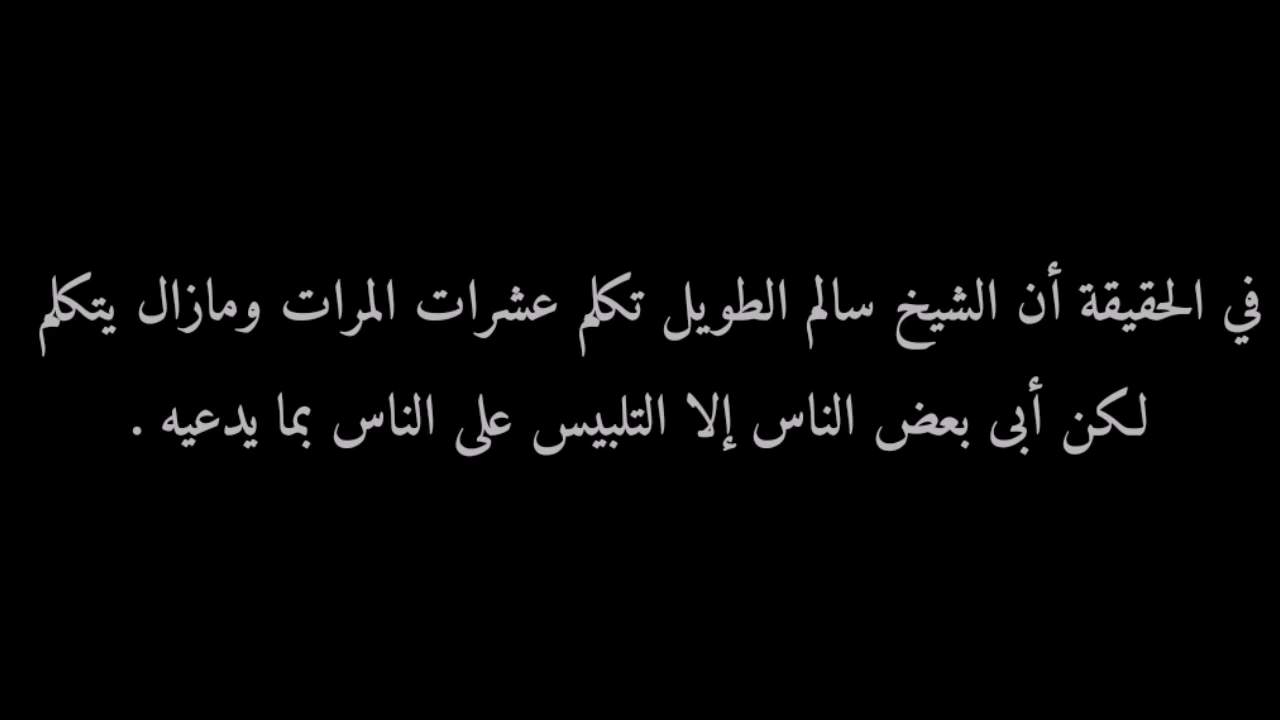 في الحقيقة أن الشيخ سالم الطويل تكلم عشرات المرات ومازال يتكلم
لكن أبى بعض الناس إلا التلبيس على الناس بما يدعيه .